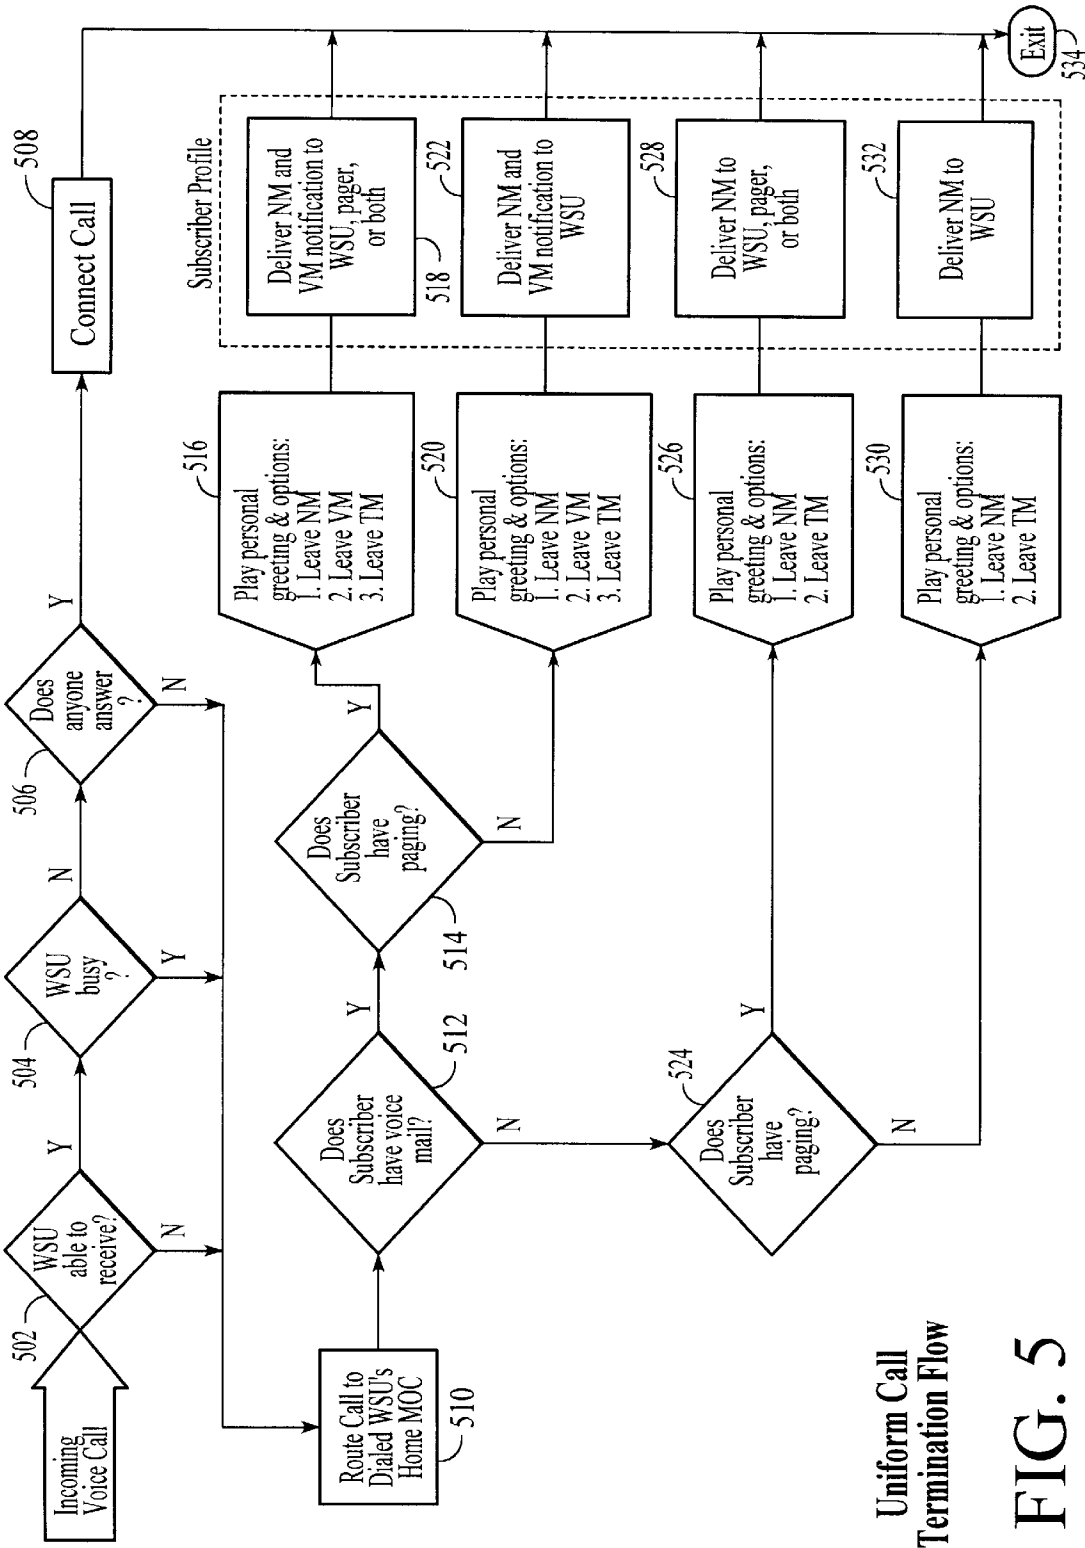 Incoming
Voice Call
502
WSU
able to
receive?
Y
N
504
WSU
busy
?
N
Y
506
Does
anyone
answer
?
Y
N
Connect Call
508
Route Call to
Dialed WSU's
Home MOC
510
Does
Subscriber
have voice
mail?
512
Y
N
Does
Subscriber
have
paging?
514
Y
N
Play personal
greeting & options:
1. Leave NM
2. Leave VM
3. Leave TM
516
Subscriber Profile
Deliver NM and
VM notification to
WSU, pager,
or both
518
Play personal
greeting & options:
1. Leave NM
2. Leave VM
3. Leave TM
520
Deliver NM and
VM notification to
WSU
522
Does
Subscriber
have
paging?
524
Y
N
Play personal
greeting & options:
1. Leave NM
2. Leave TM
526
Deliver NM to
WSU, pager,
or both
528
Play personal
greeting & options:
1. Leave NM
2. Leave TM
530
Deliver NM to
WSU
532
Exit
534
Uniform Call
Termination Flow
FIG. 5